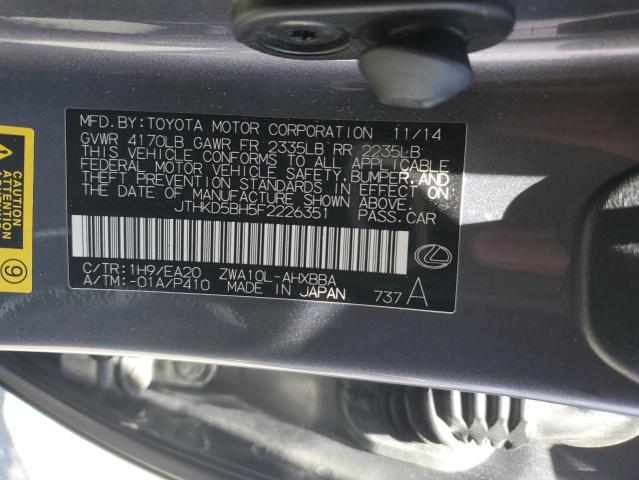 MFD.BY:TOYOTA MOTOR CORPORATION 11/14
GVWR 4170LB GAWR FR 2335LB RR 2235LB
THIS VEHICLE CONFORMS TO ALL APPLICABLE
FEDERAL MOTOR VEHICLE SAFETY, BUMPER, AND
THEFT PREVENTION STANDARDS IN EFFECT ON
THE DATE OF MANUFACTURE SHOWN ABOVE.
JTHKD5BH5F2226351 PASS.CAR
C/TR:1H9/EA20 ZWA10L-AHXBBA
A/TM:-01A/P410 MADE IN JAPAN 737 A
9